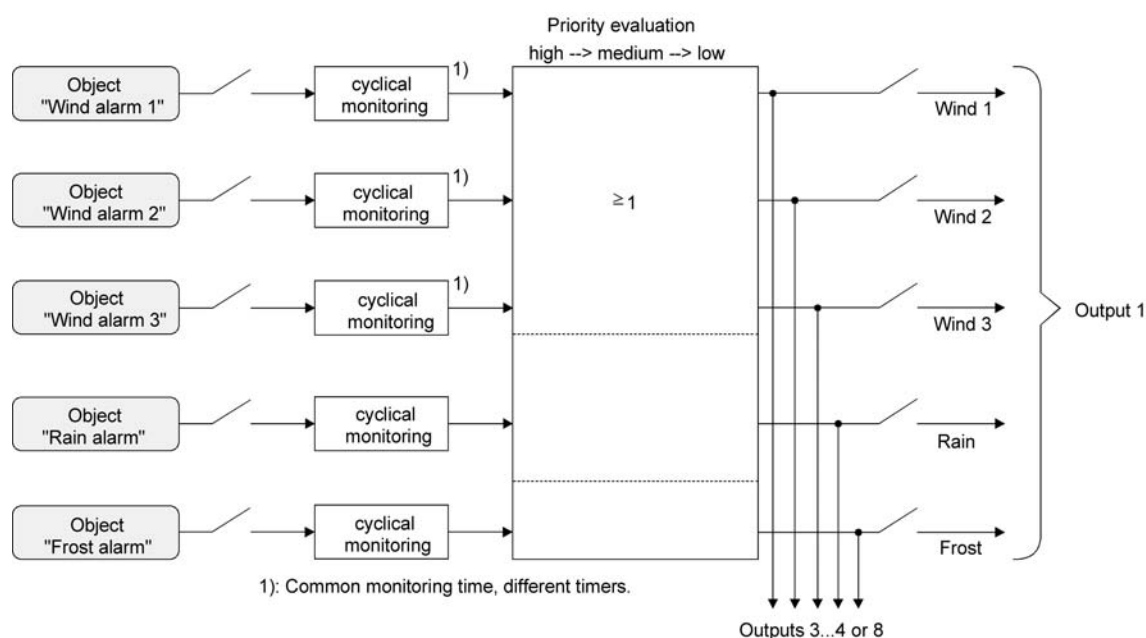 Priority evaluation
high --> medium --> low
Object
"Wind alarm 1"
cyclical
monitoring
1)
Wind 1
Object
"Wind alarm 2"
cyclical
monitoring
1)
≥1
Wind 2
Object
"Wind alarm 3"
cyclical
monitoring
1)
Wind 3
Output 1
Object
"Rain alarm"
cyclical
monitoring
Rain
Object
"Frost alarm"
cyclical
monitoring
Frost
1): Common monitoring time, different timers.
Outputs 3...4 or 8